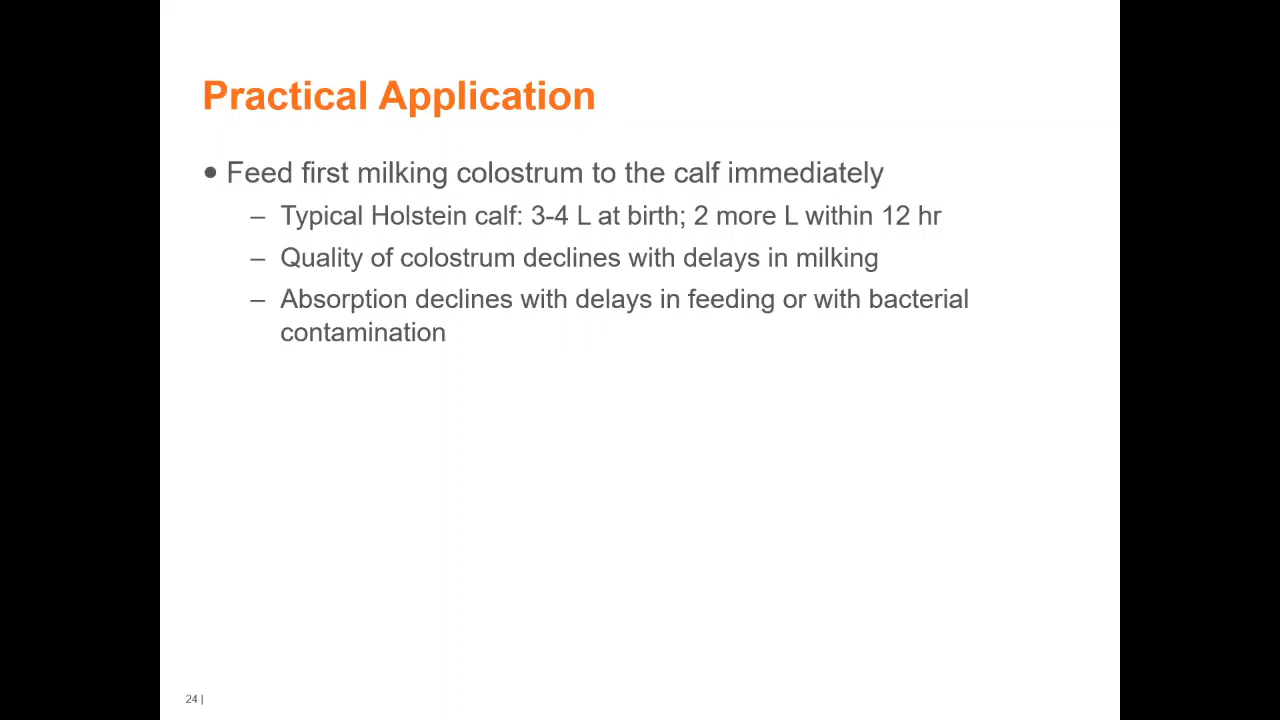 Practical Application
• Feed first milking colostrum to the calf immediately
– Typical Holstein calf: 3-4 L at birth; 2 more L within 12 hr
– Quality of colostrum declines with delays in milking
– Absorption declines with delays in feeding or with bacterial
contamination
24 |